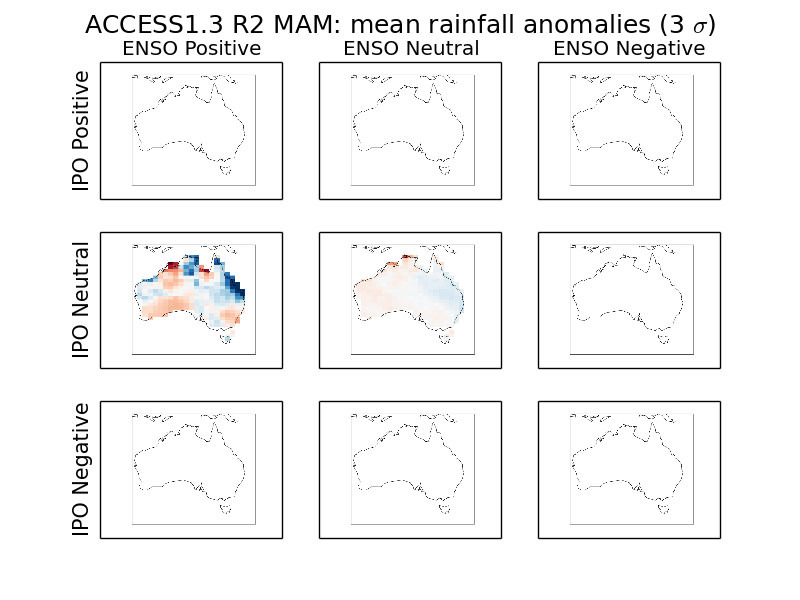 ACCESS1.3 R2 MAM: mean rainfall anomalies (3 σ)
ENSO Positive
ENSO Neutral
ENSO Negative
IPO Positive
IPO Neutral
IPO Negative